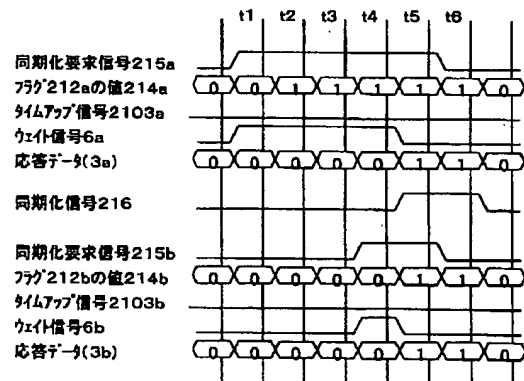 t1 t2 t3 t4 t5 t6
同期化要求信号215a
フラグ212aの値214a 0 0 1 1 1 1 1 0
タイムアップ信号2103a
ウェイト信号6a
応答データ(3a) 0 0 0 0 0 1 1 0
同期化信号216
同期化要求信号215b
フラグ212bの値214b 0 0 0 0 0 1 1 0
タイムアップ信号2103b
ウェイト信号6b
応答データ(3b) 0 0 0 0 0 1 1 0